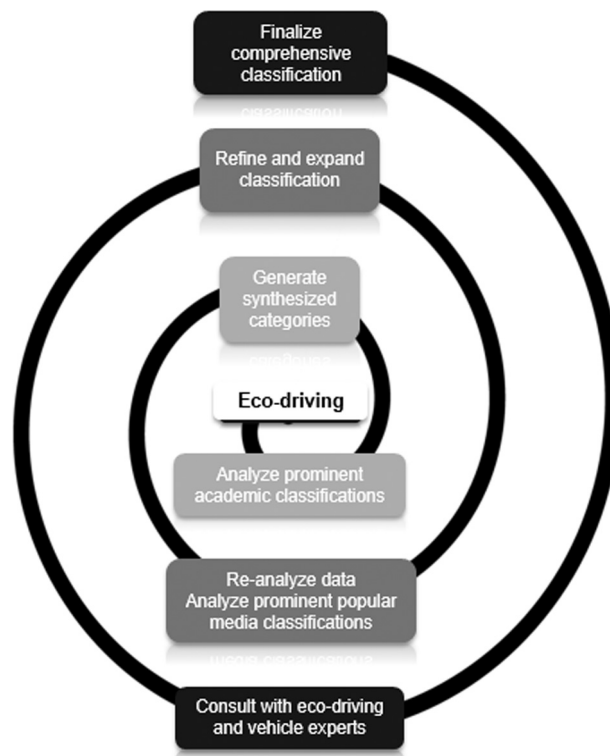 Finalize
comprehensive
classification
Refine and expand
classification
Generate
synthesized
categories
Eco-driving
Analyze prominent
academic classifications
Re-analyze data
Analyze prominent popular
media classifications
Consult with eco-driving
and vehicle experts